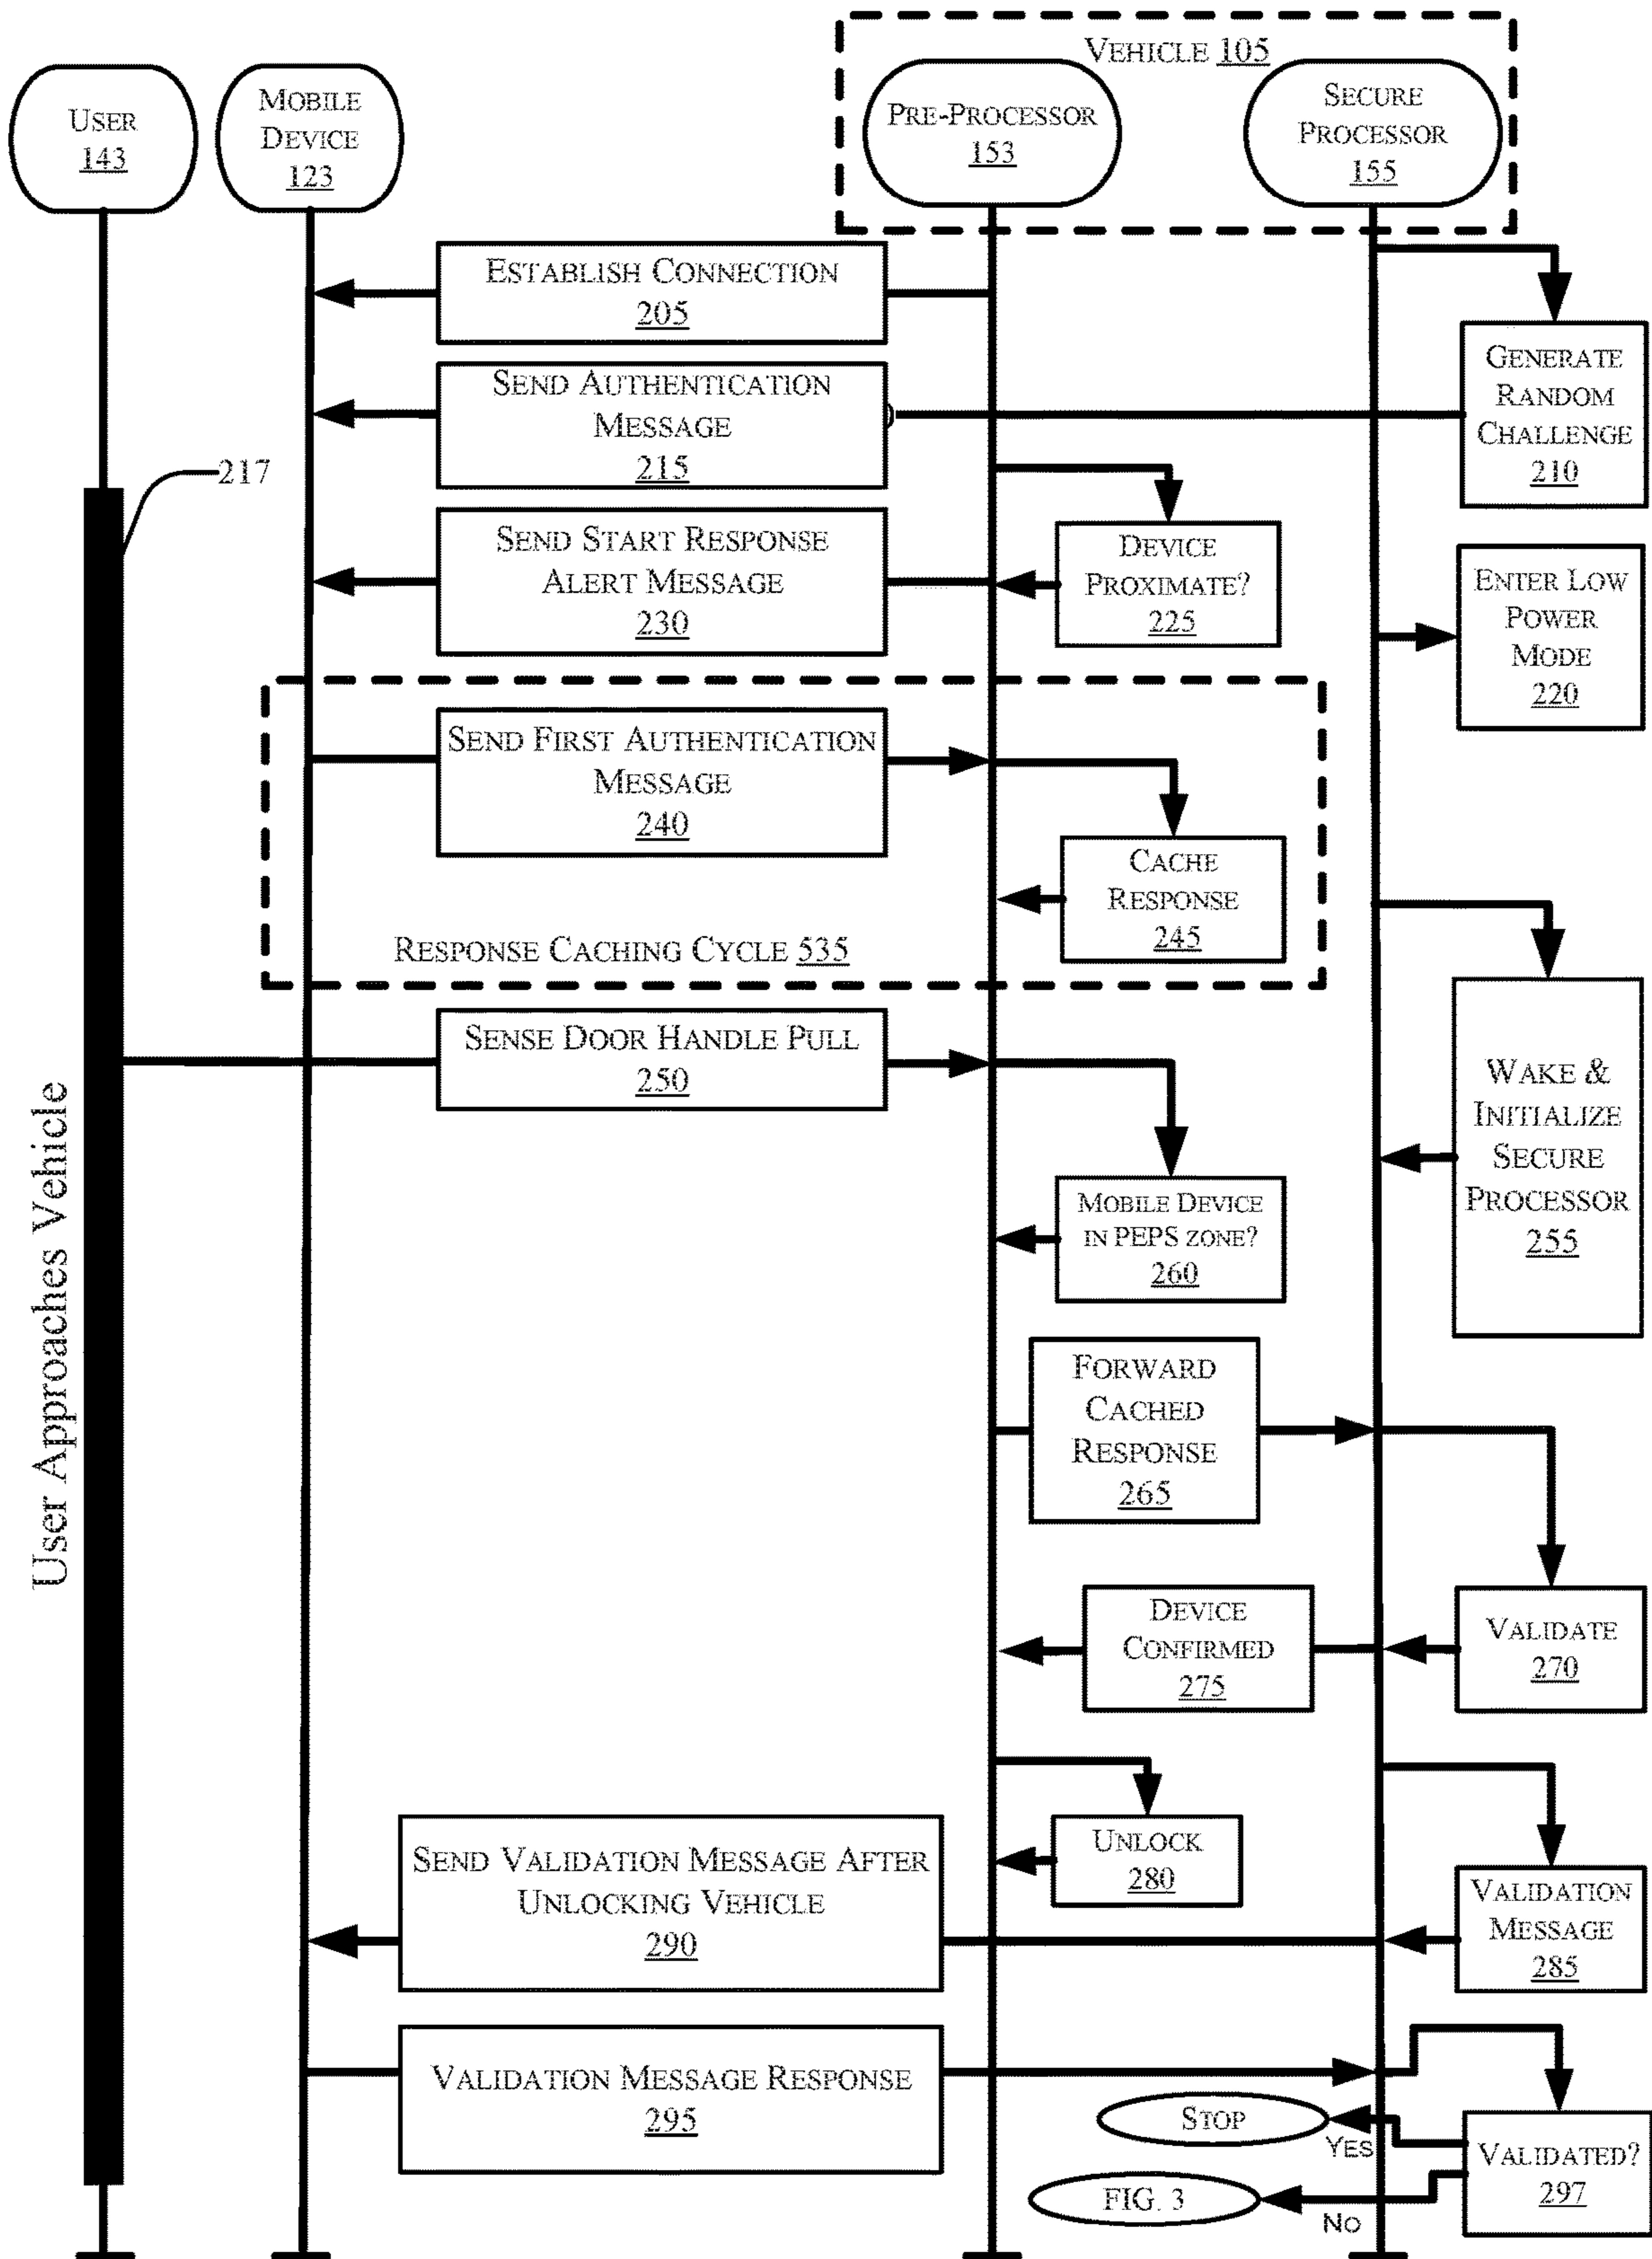 VEHICLE 105
USER
143
MOBILE
DEVICE
123
PRE-PROCESSOR
153
SECURE
PROCESSOR
155
ESTABLISH CONNECTION
205
GENERATE
RANDOM
CHALLENGE
210
SEND AUTHENTICATION
MESSAGE
215
217
SEND START RESPONSE
ALERT MESSAGE
230
DEVICE
PROXIMATE?
225
ENTER LOW
POWER
MODE
220
SEND FIRST AUTHENTICATION
MESSAGE
240
CACHE
RESPONSE
245
RESPONSE CACHING CYCLE 535
SENSE DOOR HANDLE PULL
250
WAKE &
INITIALIZE
SECURE
PROCESSOR
255
User Approaches Vehicle
MOBILE DEVICE
IN PEPS ZONE?
260
FORWARD
CACHED
RESPONSE
265
DEVICE
CONFIRMED
275
VALIDATE
270
UNLOCK
280
SEND VALIDATION MESSAGE AFTER
UNLOCKING VEHICLE
290
VALIDATION
MESSAGE
285
VALIDATION MESSAGE RESPONSE
295
STOP
YES
VALIDATED?
297
FIG. 3
NO